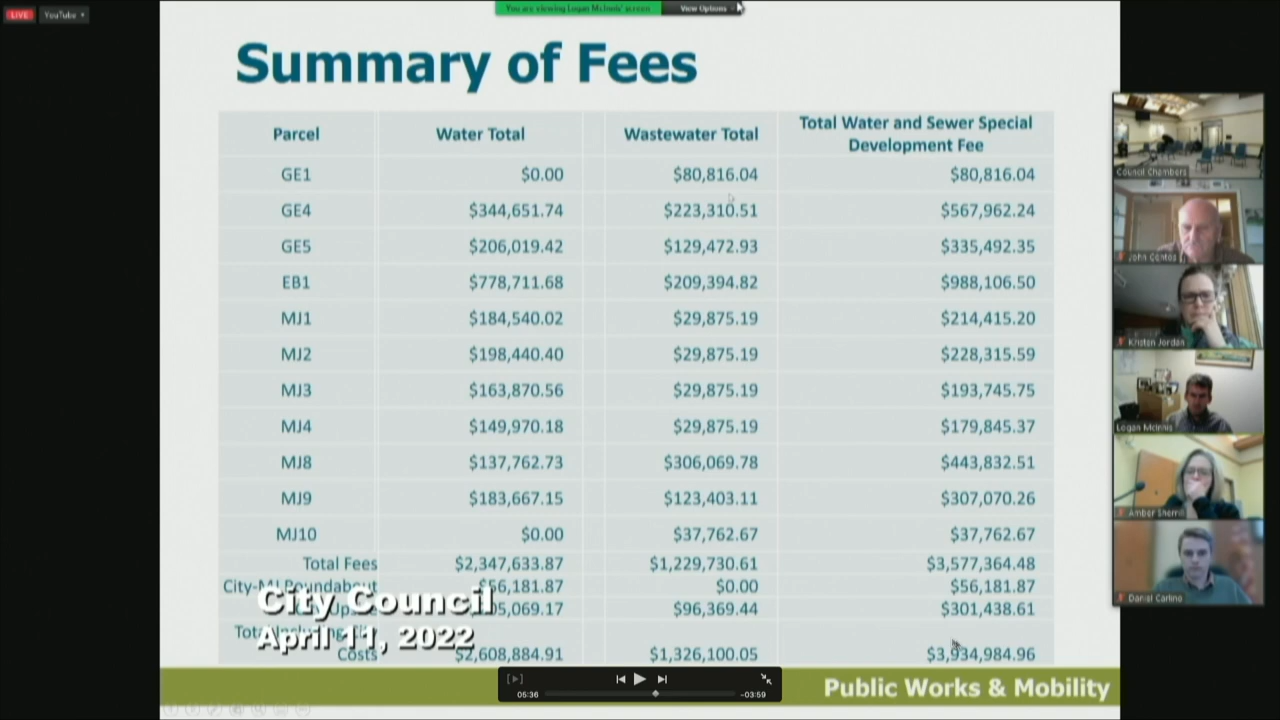 LIVE
YouTube
You are viewing Logan McInnis' screen
View Options
Summary of Fees
Parcel Water Total Wastewater Total Total Water and Sewer Special
Development Fee
GE1 $0.00 $80,816.04 $80,816.04
GE4 $344,651.74 $223,310.51 $567,962.24
GE5 $206,019.42 $129,472.93 $335,492.35
EB1 $778,711.68 $209,394.82 $988,106.50
MJ1 $184,540.02 $29,875.19 $214,415.20
MJ2 $198,440.40 $29,875.19 $228,315.59
MJ3 $163,870.56 $29,875.19 $193,745.75
MJ4 $149,970.18 $29,875.19 $179,845.37
MJ8 $137,762.73 $306,069.78 $443,832.51
MJ9 $183,667.15 $123,403.11 $307,070.26
MJ10 $0.00 $37,762.67 $37,762.67
Total Fees $2,347,633.87 $1,229,730.61 $3,577,364.48
City-MJ Roundabout $56,181.87 $0.00 $56,181.87
$96,369.44 $301,438.61
Costs $2,608,884.91 $1,326,100.05 $3,934,984.96
City Council
April 11, 2022
05:36
-03:59
Public Works & Mobility
Council Chambers
Kristen Jordan
Logan McInnis
Amber Sherrill
Daniel Carlino